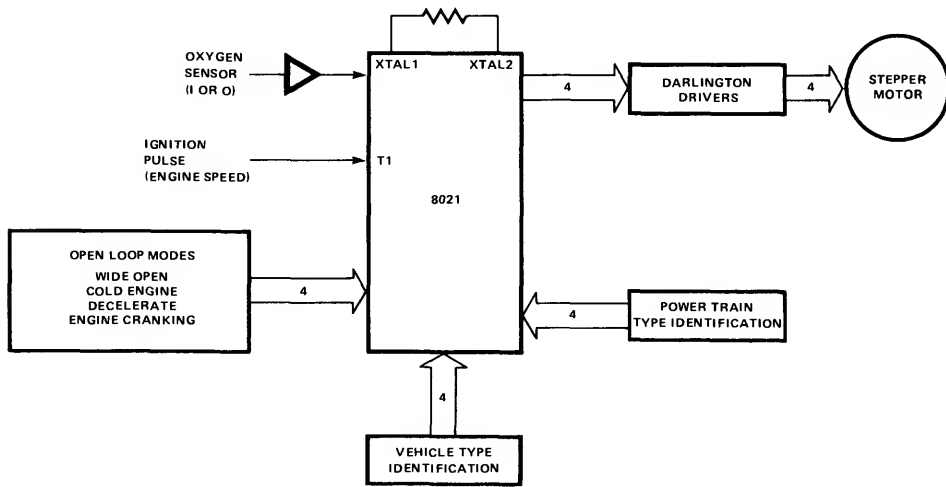 OXYGEN
SENSOR
(I OR O)
XTAL1
XTAL2
4
DARLINGTON
DRIVERS
4
STEPPER
MOTOR
IGNITION
PULSE
(ENGINE SPEED)
T1
8021
OPEN LOOP MODES
WIDE OPEN
COLD ENGINE
DECELERATE
ENGINE CRANKING
4
4
POWER TRAIN
TYPE IDENTIFICATION
4
VEHICLE TYPE
IDENTIFICATION